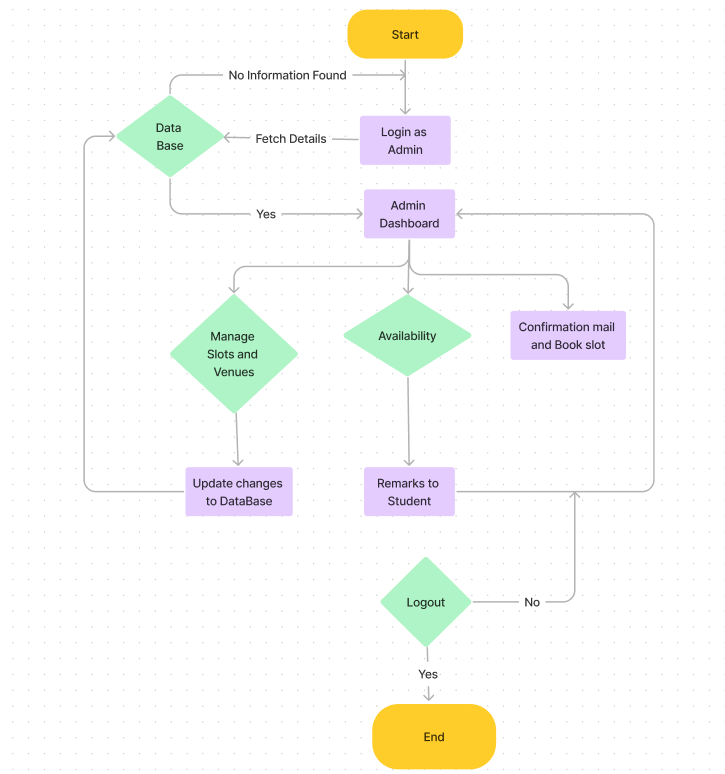 Start
No Information Found
Data
Base
Fetch Details
Login as
Admin
Yes
Admin
Dashboard
Manage
Slots and
Venues
Availability
Confirmation mail
and Book slot
Update changes
to DataBase
Remarks to
Student
Logout
No
Yes
End